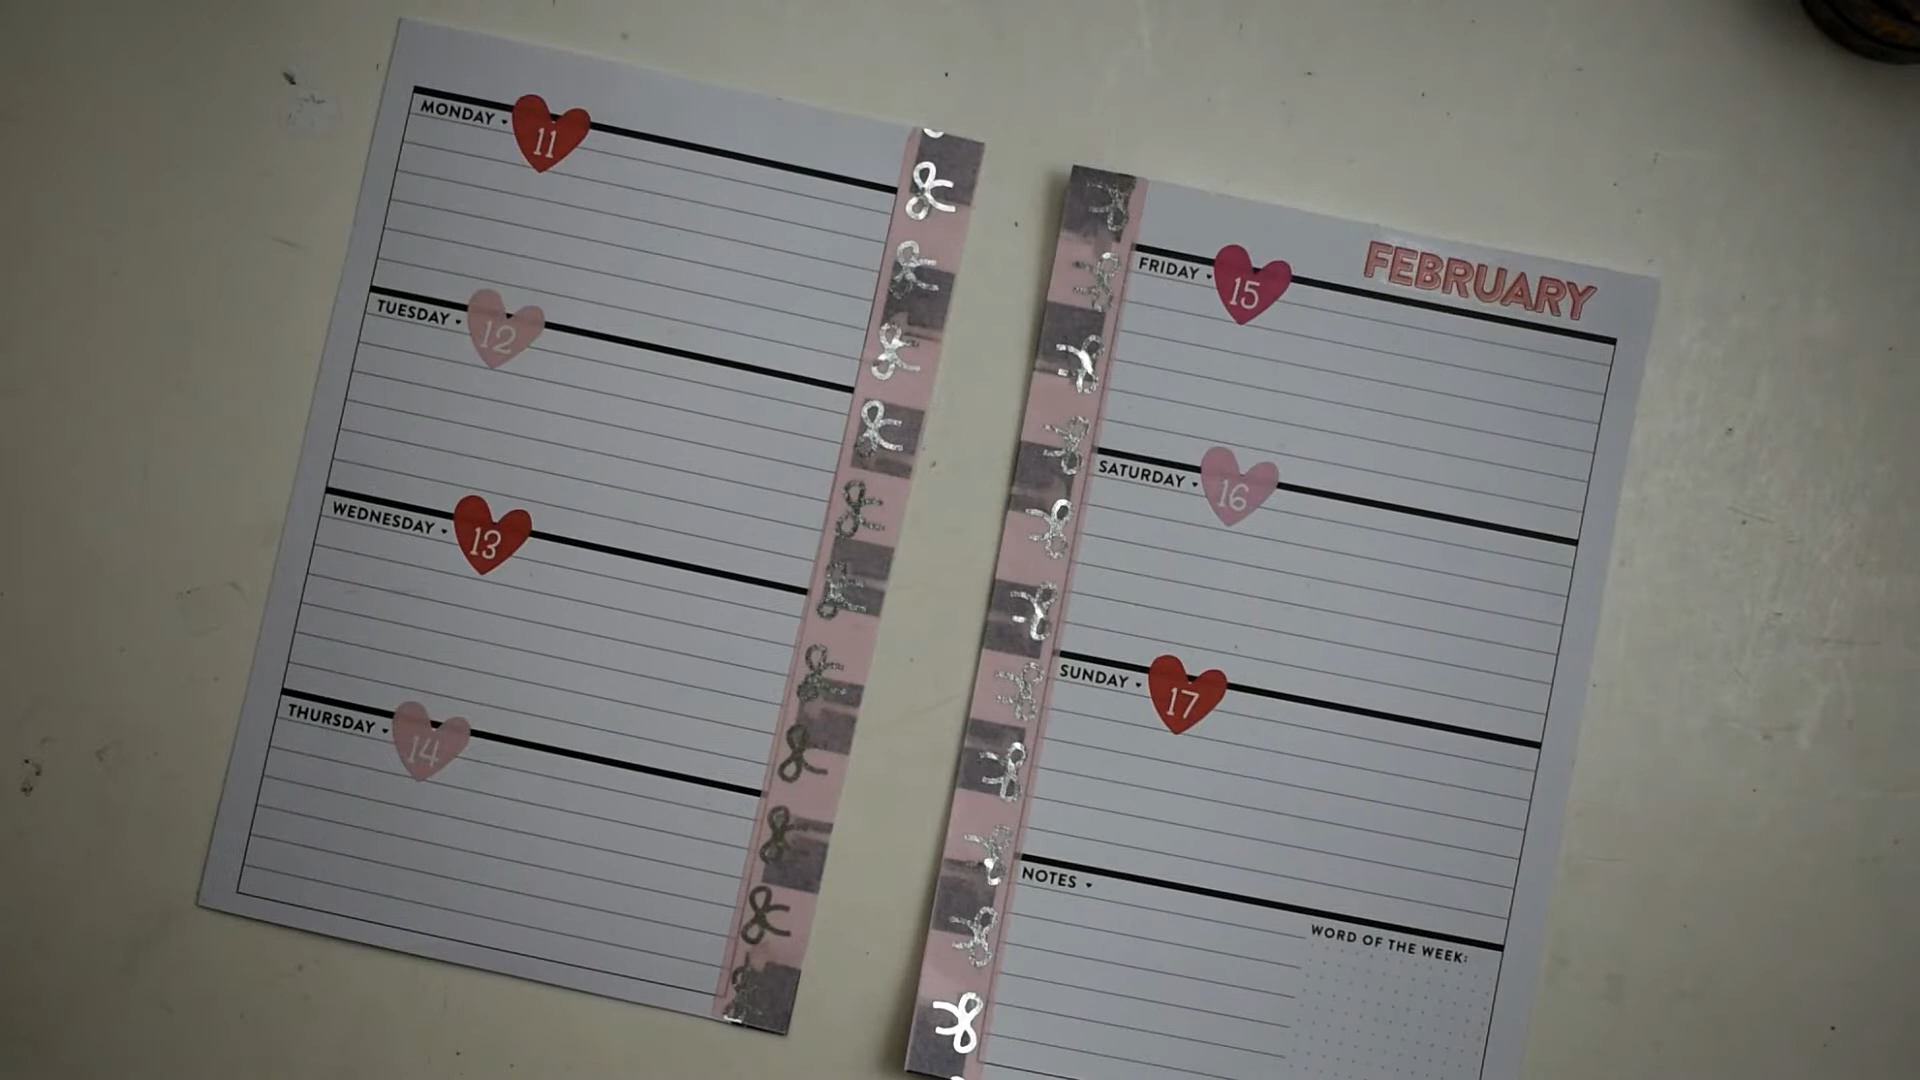 MONDAY
11
TUESDAY
12
WEDNESDAY
13
THURSDAY
14
FEBRUARY
FRIDAY
15
SATURDAY
16
SUNDAY
17
NOTES
WORD OF THE WEEK: